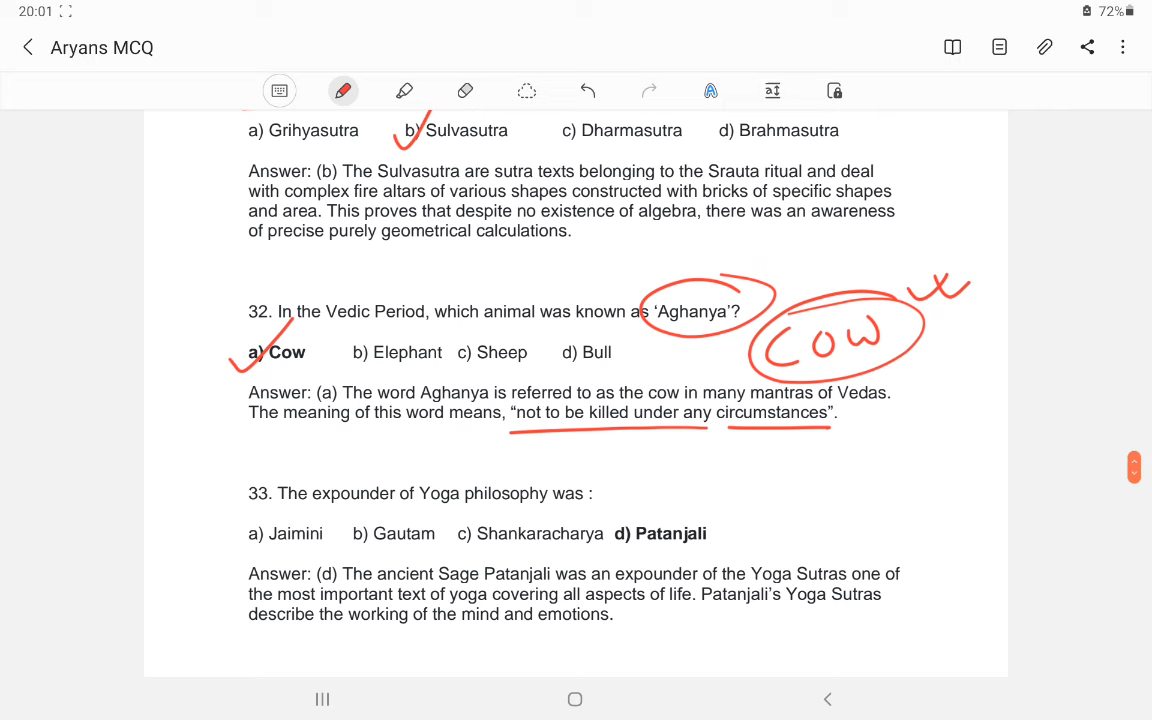 20:01
72%
Aryans MCQ
a) Grihyasutra b) Sulvasutra c) Dharmasutra d) Brahmasutra
Answer: (b) The Sulvasutra are sutra texts belonging to the Srauta ritual and deal
with complex fire altars of various shapes constructed with bricks of specific shapes
and area. This proves that despite no existence of algebra, there was an awareness
of precise purely geometrical calculations.
32. In the Vedic Period, which animal was known as ‘Aghanya’?
COW
a) Cow b) Elephant c) Sheep d) Bull
Answer: (a) The word Aghanya is referred to as the cow in many mantras of Vedas.
The meaning of this word means, “not to be killed under any circumstances”.
33. The expounder of Yoga philosophy was :
a) Jaimini b) Gautam c) Shankaracharya d) Patanjali
Answer: (d) The ancient Sage Patanjali was an expounder of the Yoga Sutras one of
the most important text of yoga covering all aspects of life. Patanjali’s Yoga Sutras
describe the working of the mind and emotions.